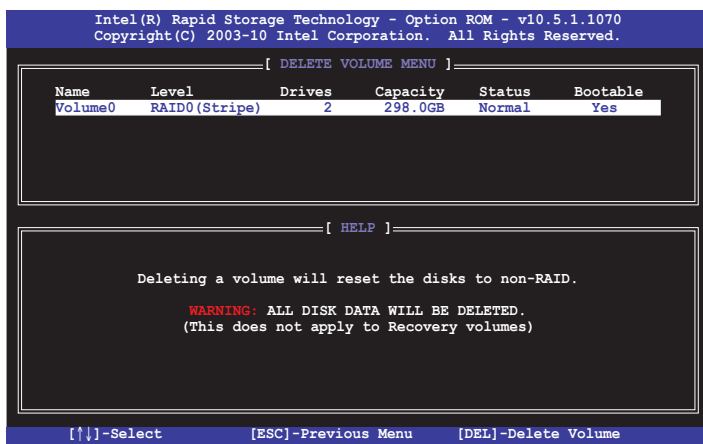 Intel(R) Rapid Storage Technology - Option ROM - v10.5.1.1070
Copyright(C) 2003-10 Intel Corporation. All Rights Reserved.
[ DELETE VOLUME MENU ]
Name Level Drives Capacity Status Bootable
Volume0 RAID0(Stripe) 2 298.0GB Normal Yes
[ HELP ]
Deleting a volume will reset the disks to non-RAID.
WARNING: ALL DISK DATA WILL BE DELETED.
(This does not apply to Recovery volumes)
[↑↓]-Select [ESC]-Previous Menu [DEL]-Delete Volume